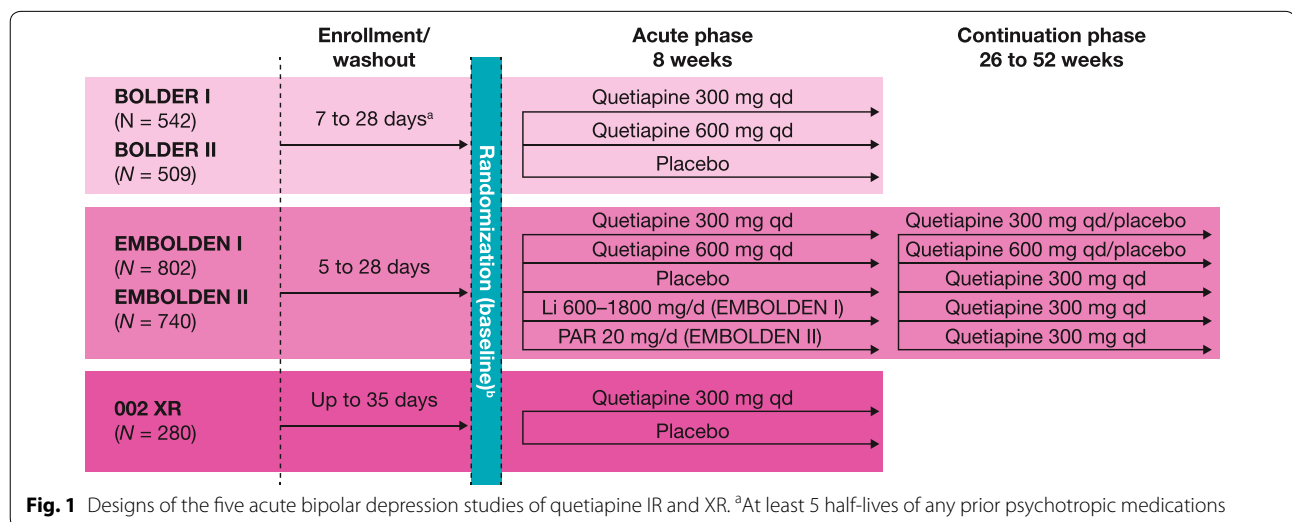 Enrollment/
washout
Acute phase
8 weeks
Continuation phase
26 to 52 weeks
BOLDER I
(N = 542)
BOLDER II
(N = 509)
7 to 28 daysᵃ
Randomization (baseline)ᵇ
Quetiapine 300 mg qd
Quetiapine 600 mg qd
Placebo
EMBOLDEN I
(N = 802)
EMBOLDEN II
(N = 740)
5 to 28 days
Quetiapine 300 mg qd
Quetiapine 600 mg qd
Placebo
Li 600–1800 mg/d (EMBOLDEN I)
PAR 20 mg/d (EMBOLDEN II)
Quetiapine 300 mg qd/placebo
Quetiapine 600 mg qd/placebo
Quetiapine 300 mg qd
Quetiapine 300 mg qd
Quetiapine 300 mg qd
002 XR
(N = 280)
Up to 35 days
Quetiapine 300 mg qd
Placebo
Fig. 1 Designs of the five acute bipolar depression studies of quetiapine IR and XR. ᵃAt least 5 half-lives of any prior psychotropic medications